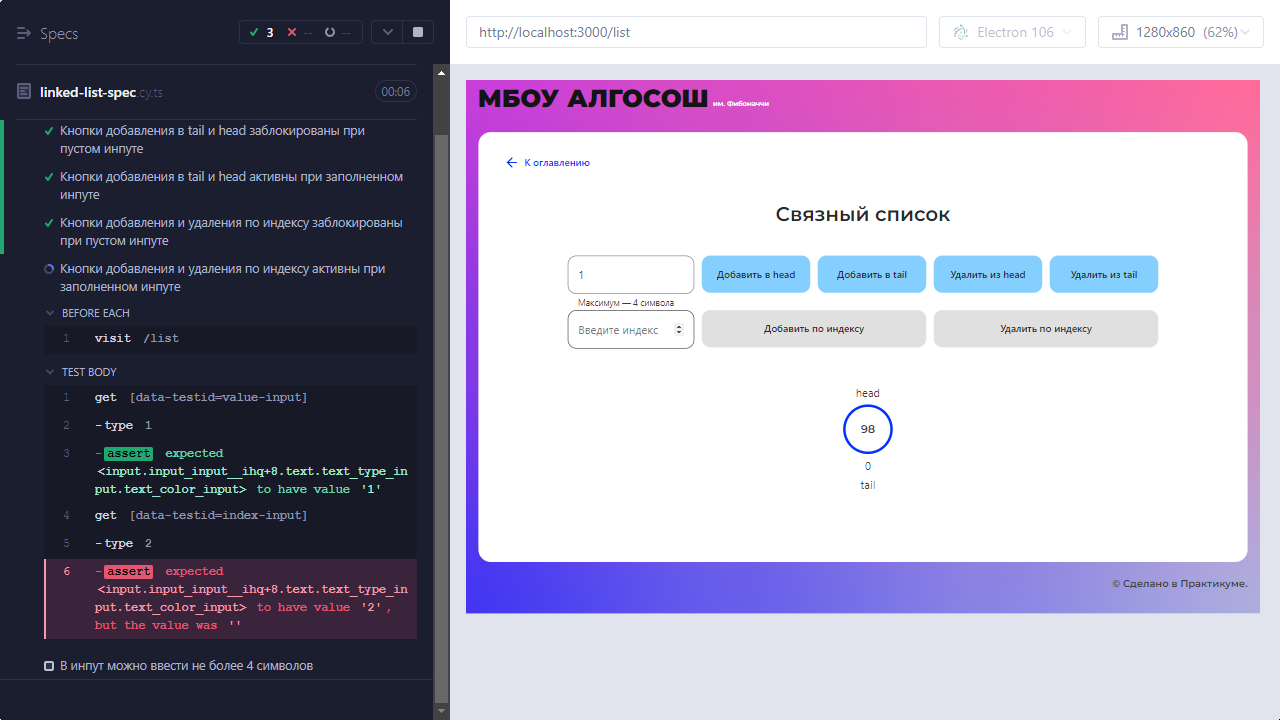 Specs
3
--
--
http://localhost:3000/list
Electron 106
1280x860 (62%)
linked-list-spec.cy.ts
00:06
Кнопки добавления в tail и head заблокированы при
пустом инпуте
Кнопки добавления в tail и head активны при заполненном
инпуте
Кнопки добавления и удаления по индексу заблокированы
при пустом инпуте
Кнопки добавления и удаления по индексу активны при
заполненном инпуте
BEFORE EACH
1 visit /list
TEST BODY
1 get [data-testid=value-input]
2 -type 1
3 -assert expected
<input.input_input__ihq+8.text.text_type_in
put.text_color_input> to have value '1'
4 get [data-testid=index-input]
5 -type 2
6 -assert expected
<input.input_input__ihq+8.text.text_type_in
put.text_color_input> to have value '2',
but the value was ''
В инпут можно ввести не более 4 символов
МБОУ АЛГОСОШ им. Фибоначчи
К оглавлению
Связный список
1
Добавить в head
Добавить в tail
Удалить из head
Удалить из tail
Максимум — 4 символа
Введите индекс
Добавить по индексу
Удалить по индексу
head
98
0
tail
© Сделано в Практикуме.